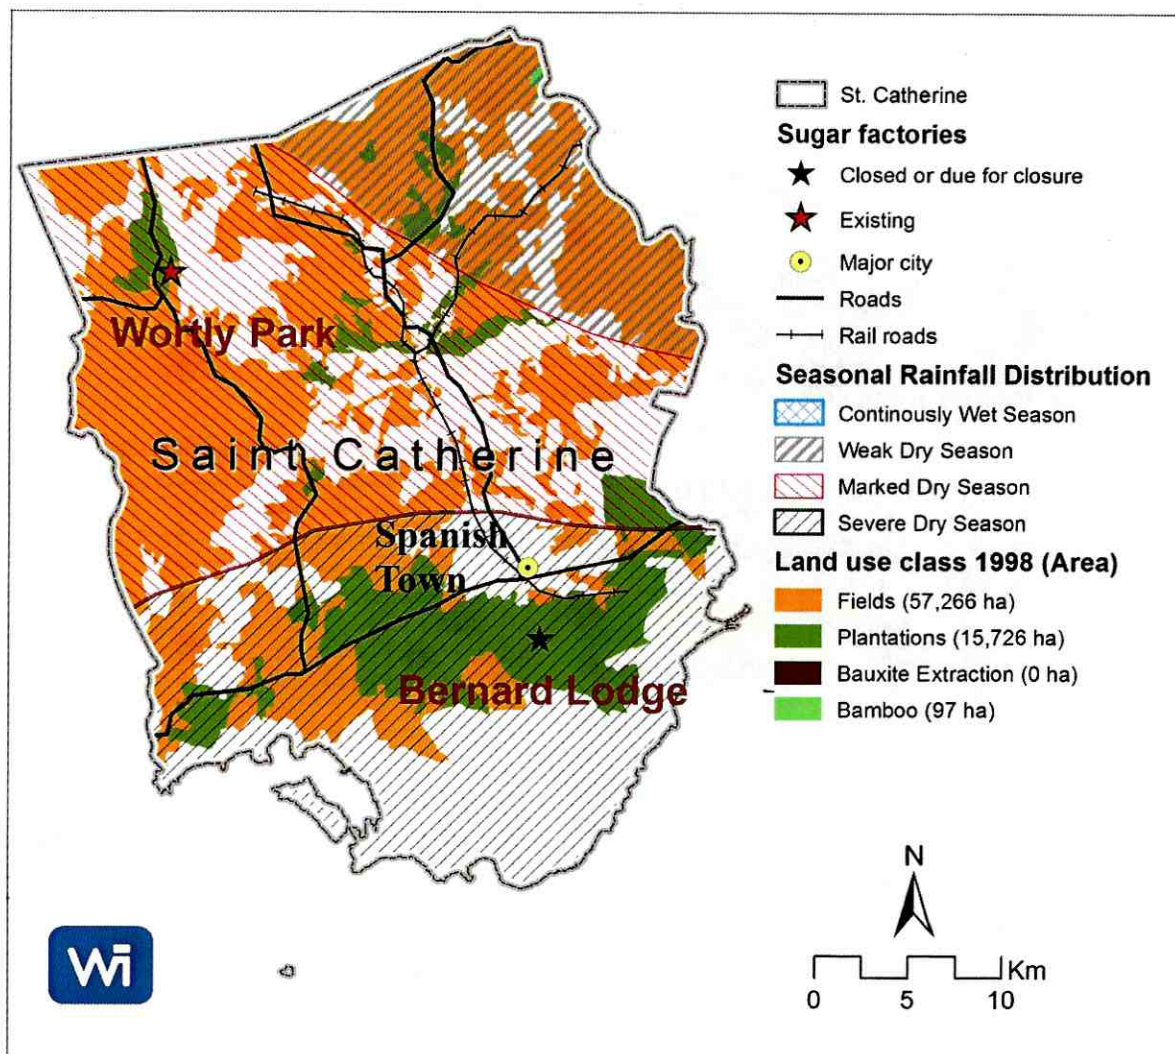 Wortly Park
Saint Catherine
Spanish
Town
Bernard Lodge
Wi
St. Catherine
Sugar factories
Closed or due for closure
Existing
Major city
Roads
Rail roads
Seasonal Rainfall Distribution
Continously Wet Season
Weak Dry Season
Marked Dry Season
Severe Dry Season
Land use class 1998 (Area)
Fields (57,266 ha)
Plantations (15,726 ha)
Bauxite Extraction (0 ha)
Bamboo (97 ha)
N
Km
0 5 10